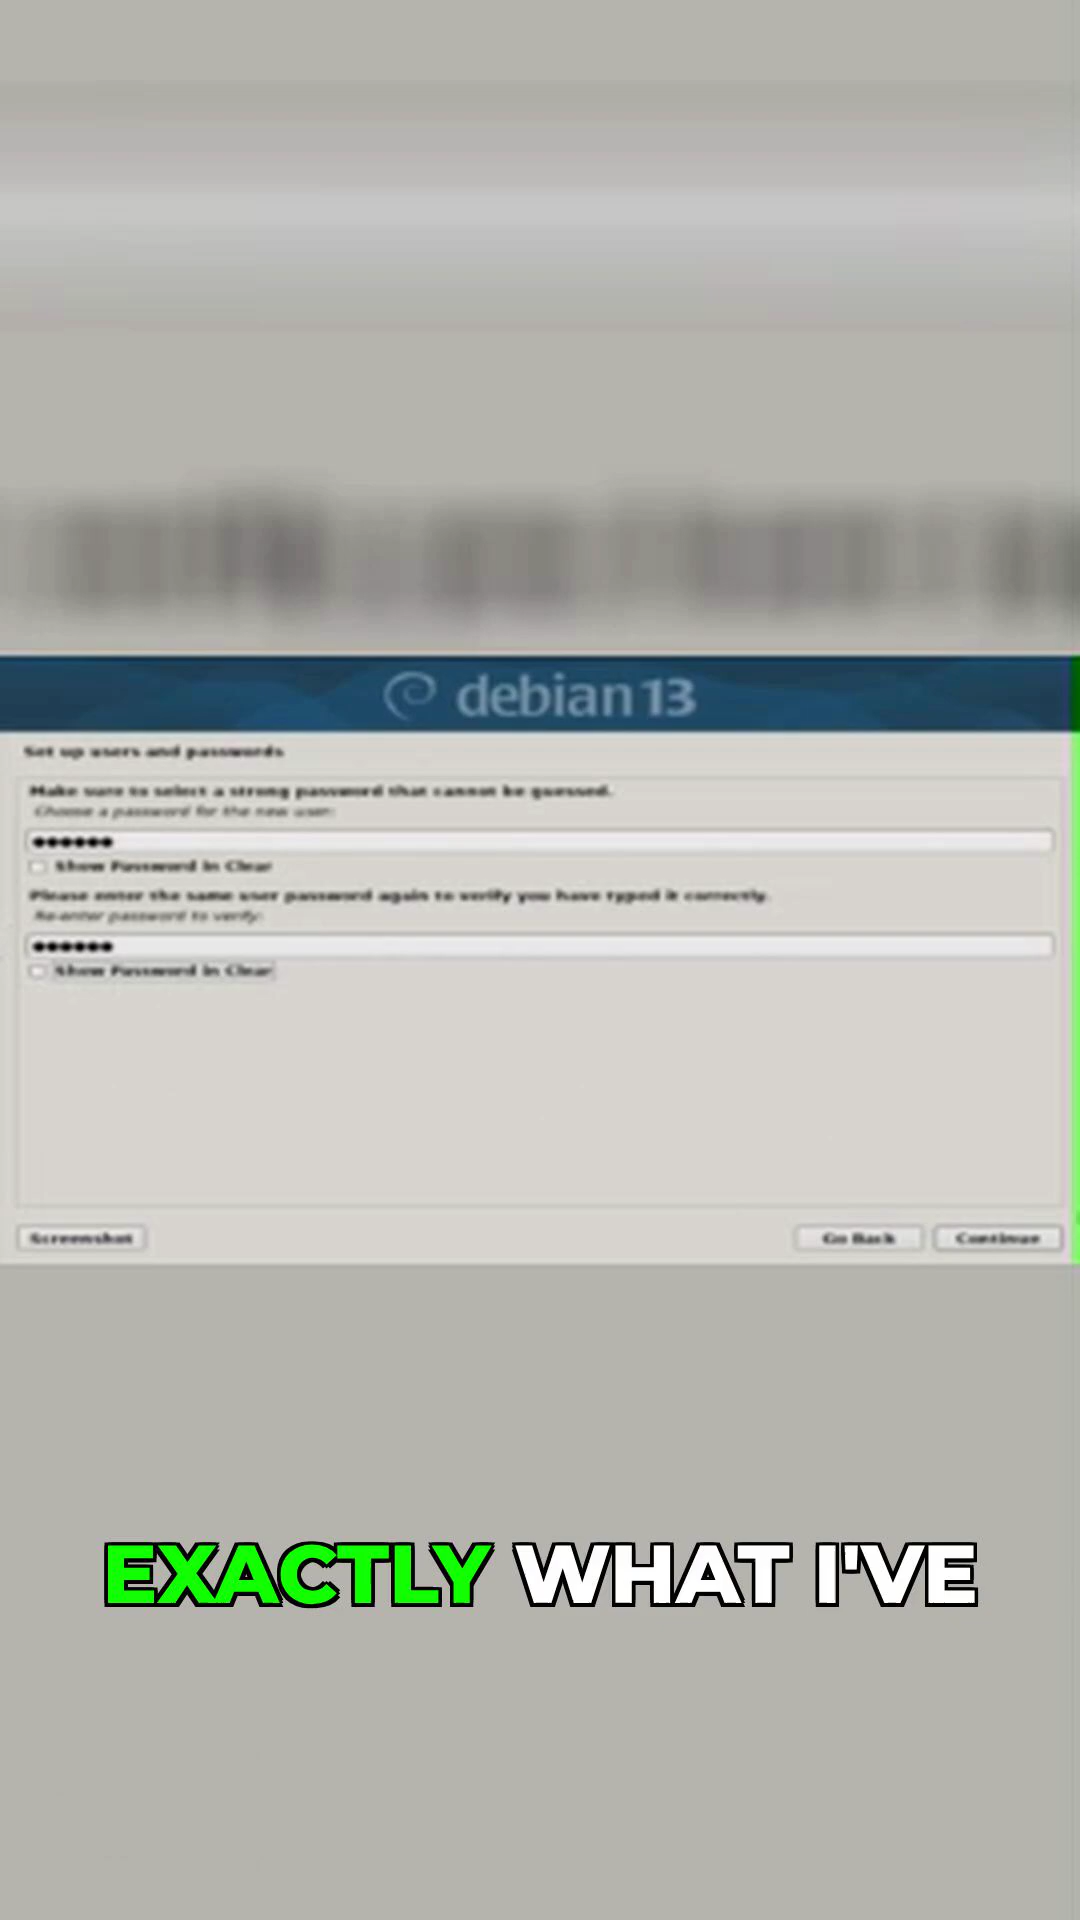 debian 13
Set up users and passwords
Make sure to select a strong password that cannot be guessed.
Choose a password for the new user:
●●●●●●
Show Password in Clear
Please enter the same user password again to verify you have typed it correctly.
Re-enter password to verify:
●●●●●●
Show Password in Clear
Screenshot Go Back Continue
EXACTLY WHAT I'VE